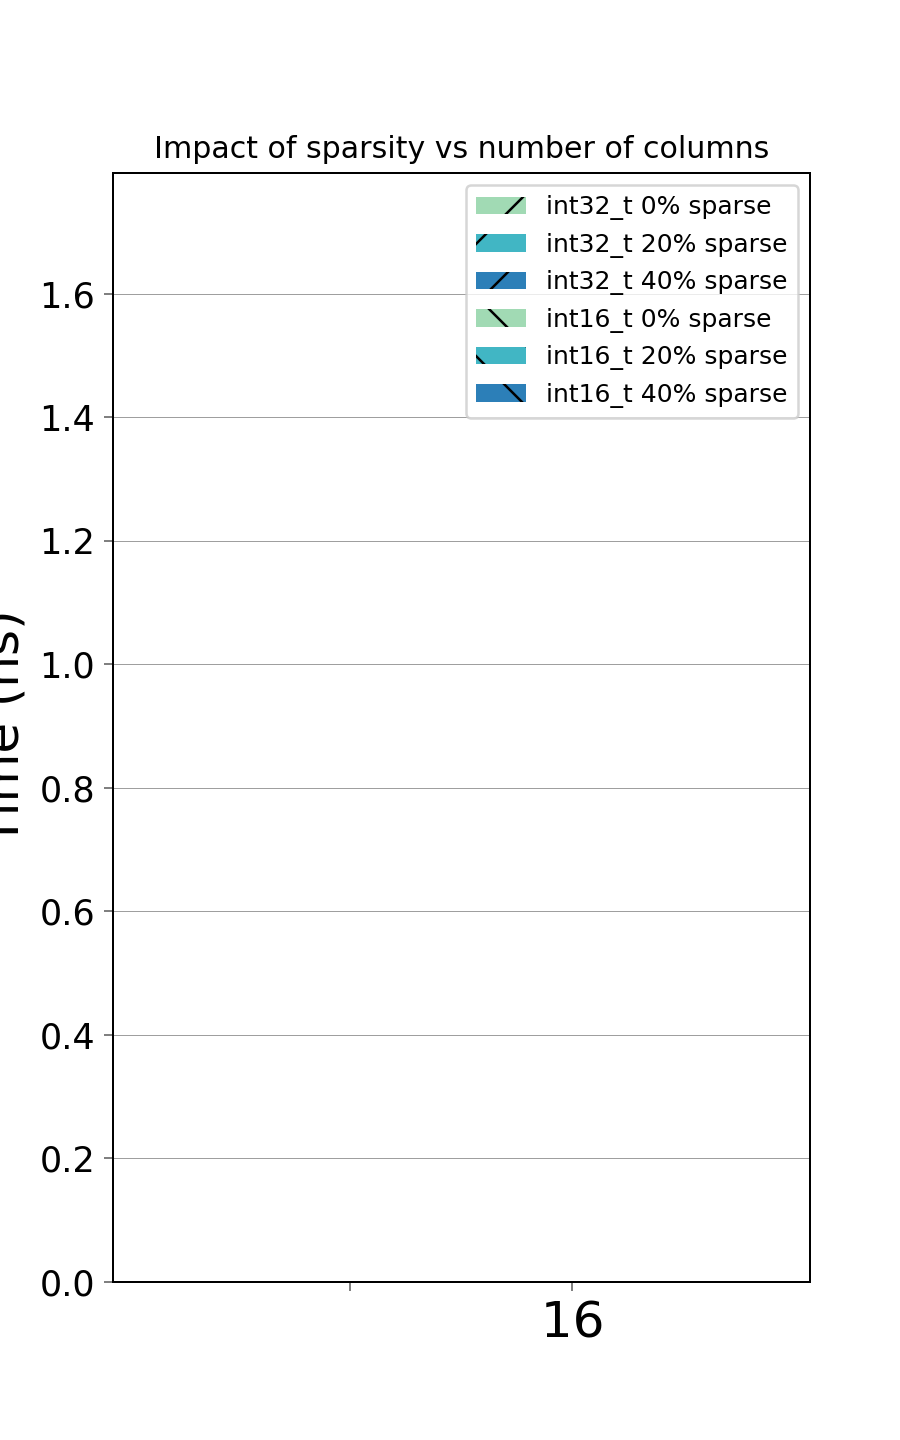 Impact of sparsity vs number of columns
int32_t 0% sparse
int32_t 20% sparse
int32_t 40% sparse
int16_t 0% sparse
int16_t 20% sparse
int16_t 40% sparse
1.6
1.4
1.2
1.0
0.8
0.6
0.4
0.2
0.0
16